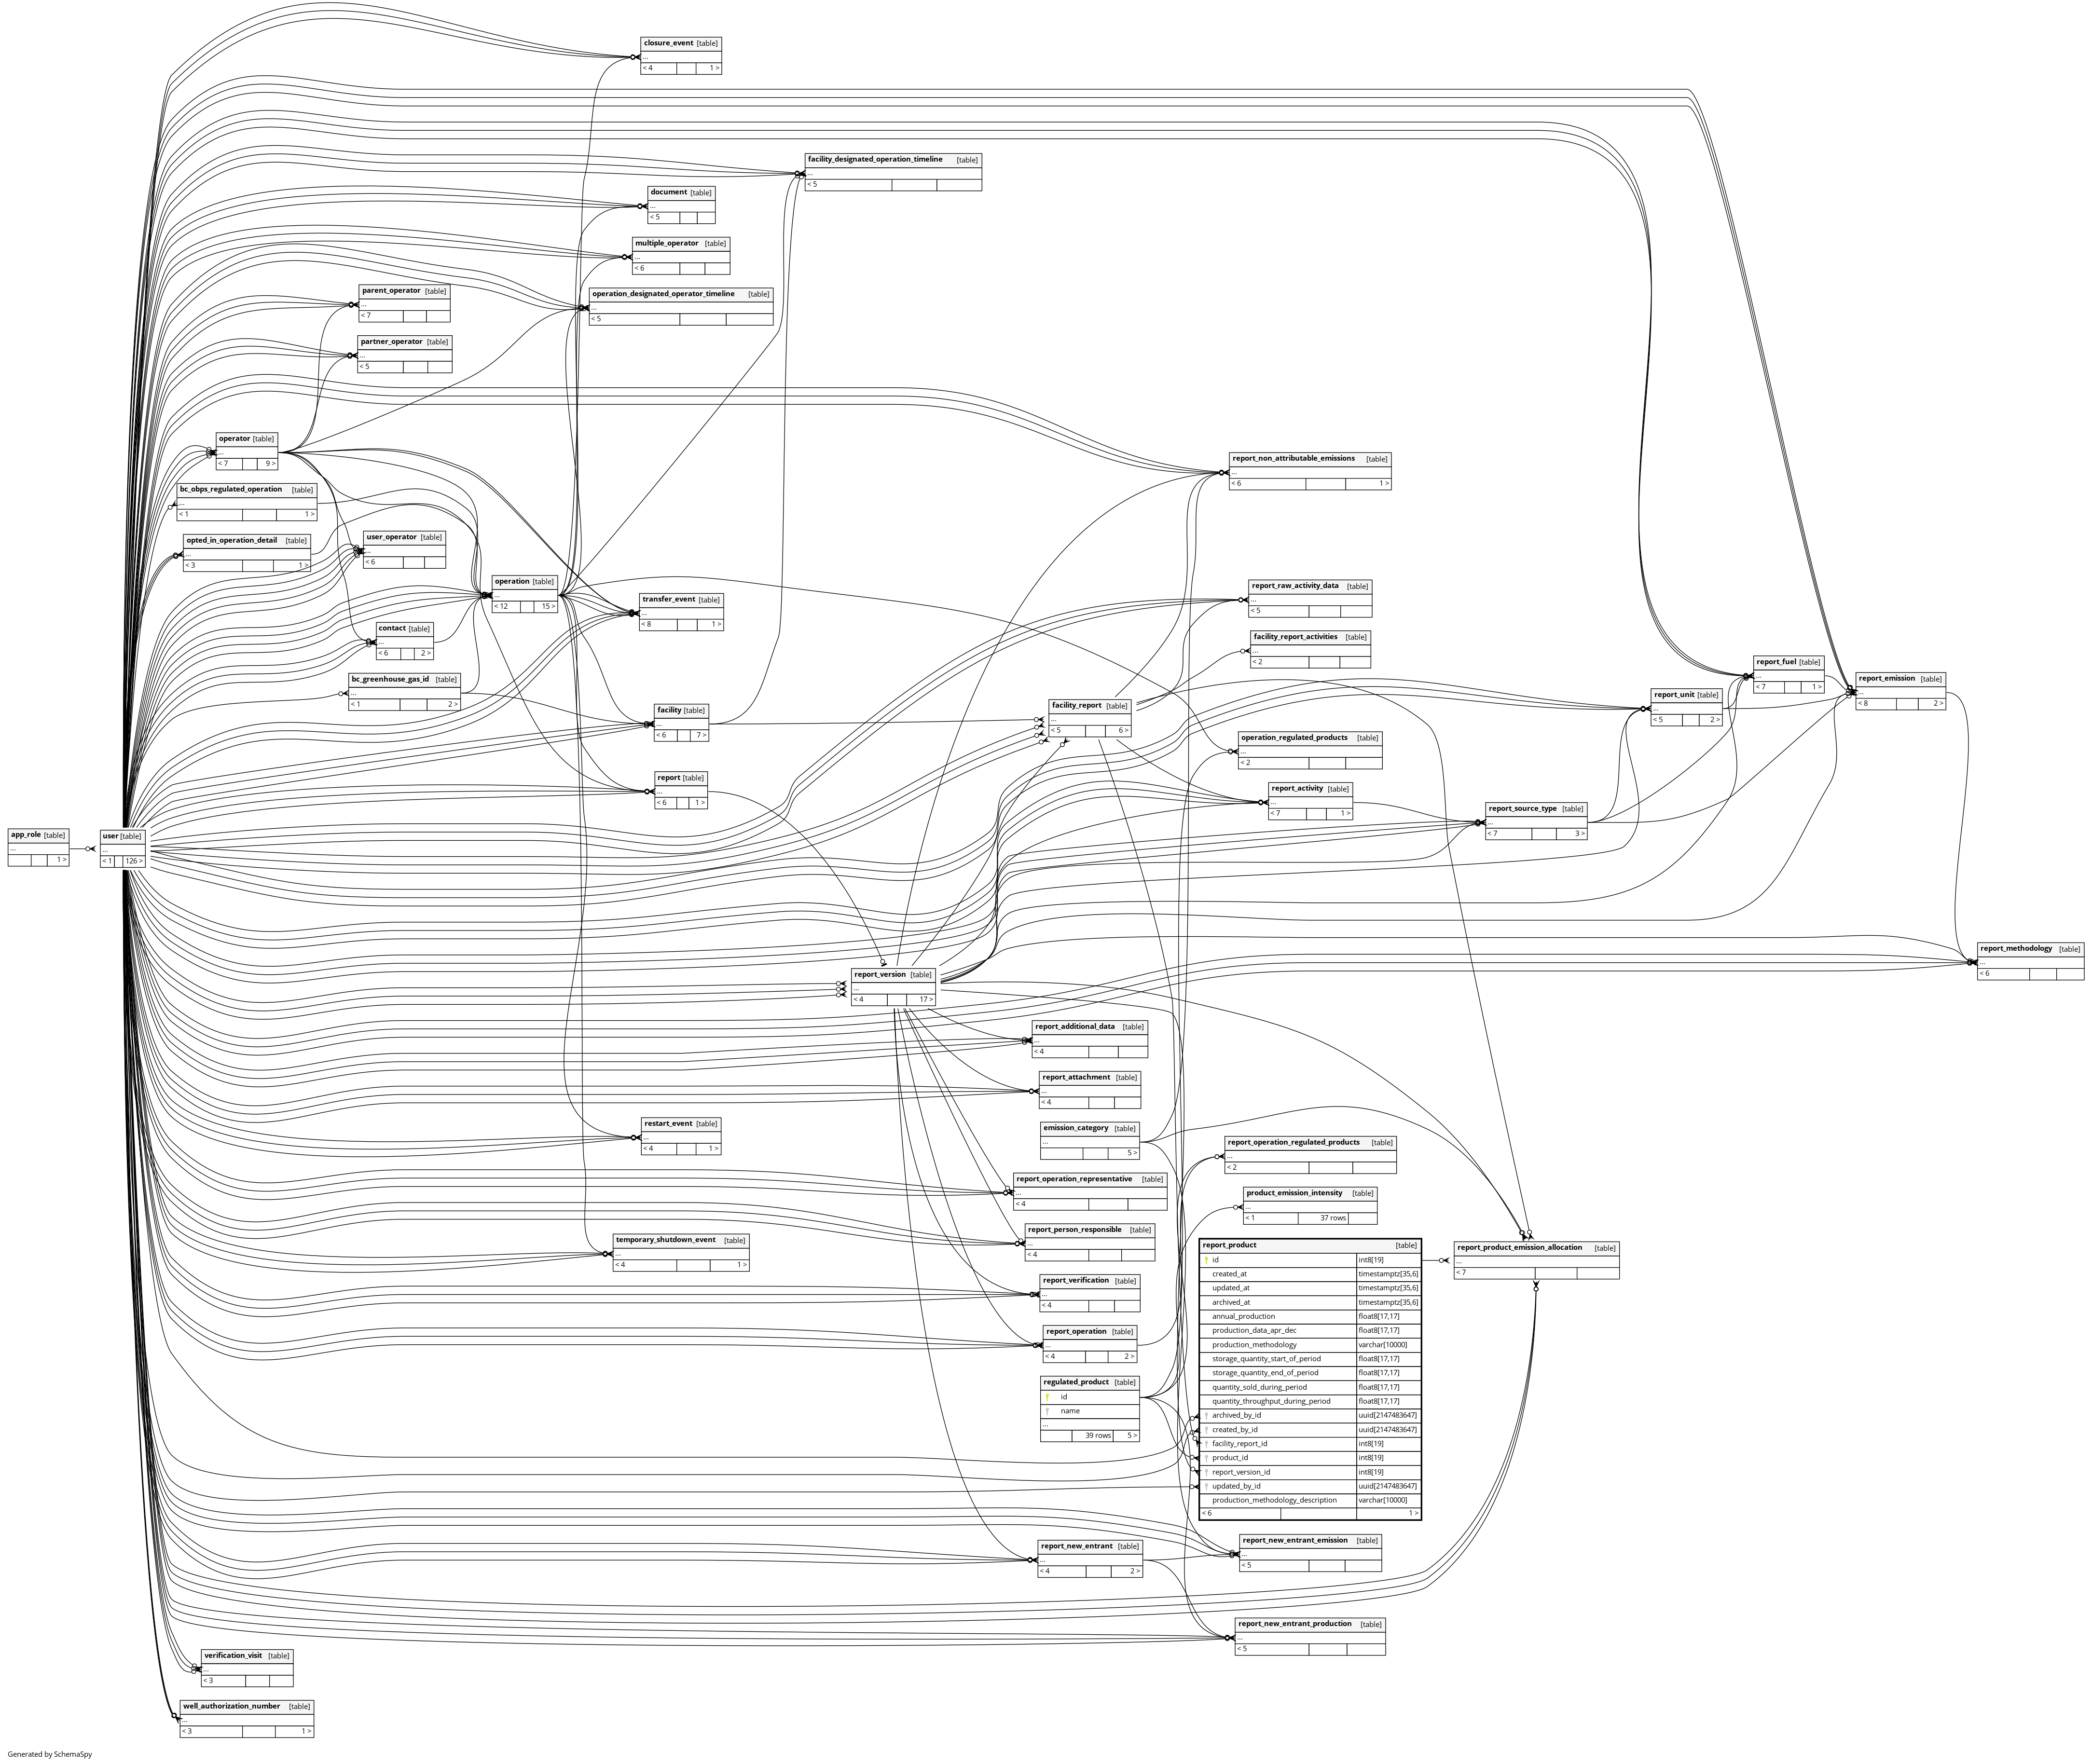 closure_event [table]
...
< 4 1 >
facility_designated_operation_timeline [table]
...
< 5
document [table]
...
< 5
multiple_operator [table]
...
< 6
parent_operator [table]
...
< 7
operation_designated_operator_timeline [table]
...
< 5
partner_operator [table]
...
< 5
operator [table]
...
< 7 9 >
report_non_attributable_emissions [table]
...
< 6 1 >
bc_obps_regulated_operation [table]
...
< 1 1 >
opted_in_operation_detail [table]
...
< 3 1 >
user_operator [table]
...
< 6
operation [table]
...
< 12 15 >
transfer_event [table]
...
< 8 1 >
report_raw_activity_data [table]
...
< 5
contact [table]
...
< 6 2 >
facility_report_activities [table]
...
< 2
bc_greenhouse_gas_id [table]
...
< 1 2 >
report_fuel [table]
...
< 7 1 >
report_emission [table]
...
< 8 2 >
report_unit [table]
...
< 5 2 >
facility [table]
...
< 6 7 >
facility_report [table]
...
< 5 6 >
operation_regulated_products [table]
...
< 2
report [table]
...
< 6 1 >
report_activity [table]
...
< 7 1 >
report_source_type [table]
...
< 7 3 >
app_role [table]
...
1 >
user [table]
...
< 1 126 >
report_methodology [table]
...
< 6
report_version [table]
...
< 4 17 >
report_additional_data [table]
...
< 4
report_attachment [table]
...
< 4
restart_event [table]
...
< 4 1 >
emission_category [table]
...
5 >
report_operation_regulated_products [table]
...
< 2
report_operation_representative [table]
...
< 4
product_emission_intensity [table]
...
< 1 37 rows
report_person_responsible [table]
...
< 4
temporary_shutdown_event [table]
...
< 4 1 >
report_product_emission_allocation [table]
...
< 7
report_verification [table]
...
< 4
report_operation [table]
...
< 4 2 >
regulated_product [table]
id
name
...
39 rows 5 >
report_product [table]
id int8[19]
created_at timestamptz[35,6]
updated_at timestamptz[35,6]
archived_at timestamptz[35,6]
annual_production float8[17,17]
production_data_apr_dec float8[17,17]
production_methodology varchar[10000]
storage_quantity_start_of_period float8[17,17]
storage_quantity_end_of_period float8[17,17]
quantity_sold_during_period float8[17,17]
quantity_throughput_during_period float8[17,17]
archived_by_id uuid[2147483647]
created_by_id uuid[2147483647]
facility_report_id int8[19]
product_id int8[19]
report_version_id int8[19]
updated_by_id uuid[2147483647]
production_methodology_description varchar[10000]
< 6 1 >
report_new_entrant [table]
...
< 4 2 >
report_new_entrant_emission [table]
...
< 5
report_new_entrant_production [table]
...
< 5
verification_visit [table]
...
< 3
well_authorization_number [table]
...
< 3 1 >
Generated by SchemaSpy